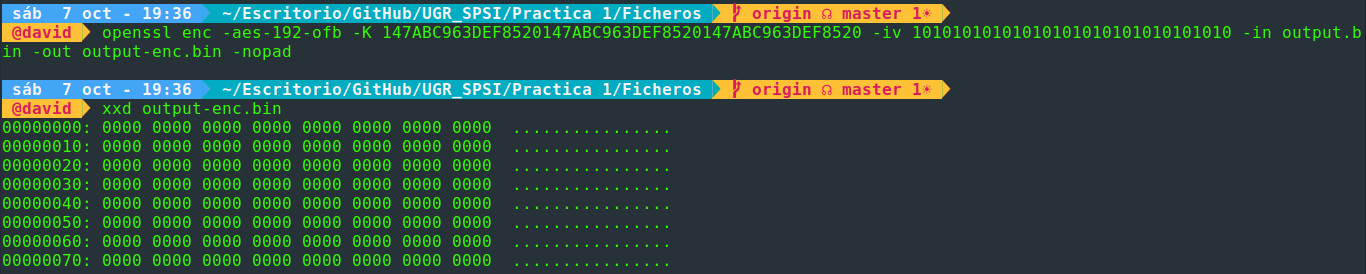 sáb  7 oct - 19:36  ~/Escritorio/GitHub/UGR_SPSI/Practica 1/Ficheros  origin ☊ master 1☀
@david  openssl enc -aes-192-ofb -K 147ABC963DEF8520147ABC963DEF8520147ABC963DEF8520 -iv 10101010101010101010101010101010 -in output.b
in -out output-enc.bin -nopad
sáb  7 oct - 19:36  ~/Escritorio/GitHub/UGR_SPSI/Practica 1/Ficheros  origin ☊ master 1☀
@david  xxd output-enc.bin
00000000: 0000 0000 0000 0000 0000 0000 0000 0000  ................
00000010: 0000 0000 0000 0000 0000 0000 0000 0000  ................
00000020: 0000 0000 0000 0000 0000 0000 0000 0000  ................
00000030: 0000 0000 0000 0000 0000 0000 0000 0000  ................
00000040: 0000 0000 0000 0000 0000 0000 0000 0000  ................
00000050: 0000 0000 0000 0000 0000 0000 0000 0000  ................
00000060: 0000 0000 0000 0000 0000 0000 0000 0000  ................
00000070: 0000 0000 0000 0000 0000 0000 0000 0000  ................